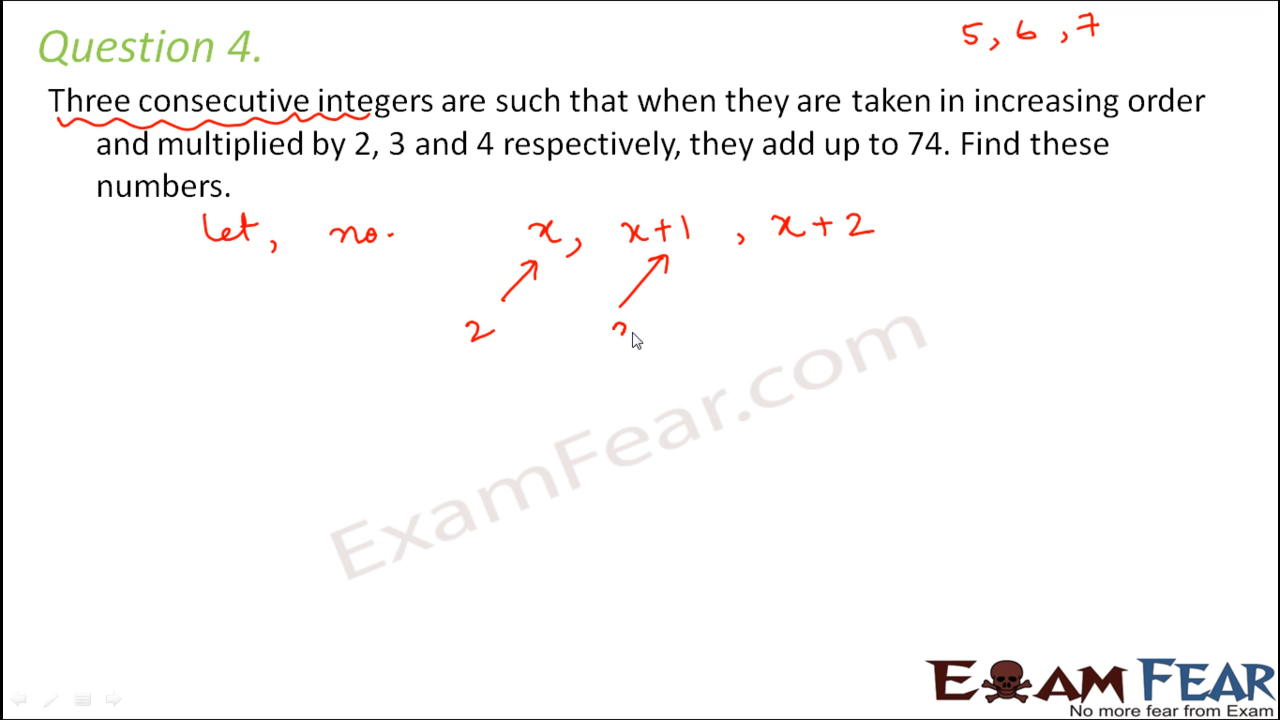 5, 6, 7
Question 4.
Three consecutive integers are such that when they are taken in increasing order
and multiplied by 2, 3 and 4 respectively, they add up to 74. Find these
numbers.
let, no. x, x+1, x+2
2
ExamFear.com
EXAM FEAR
No more fear from Exam